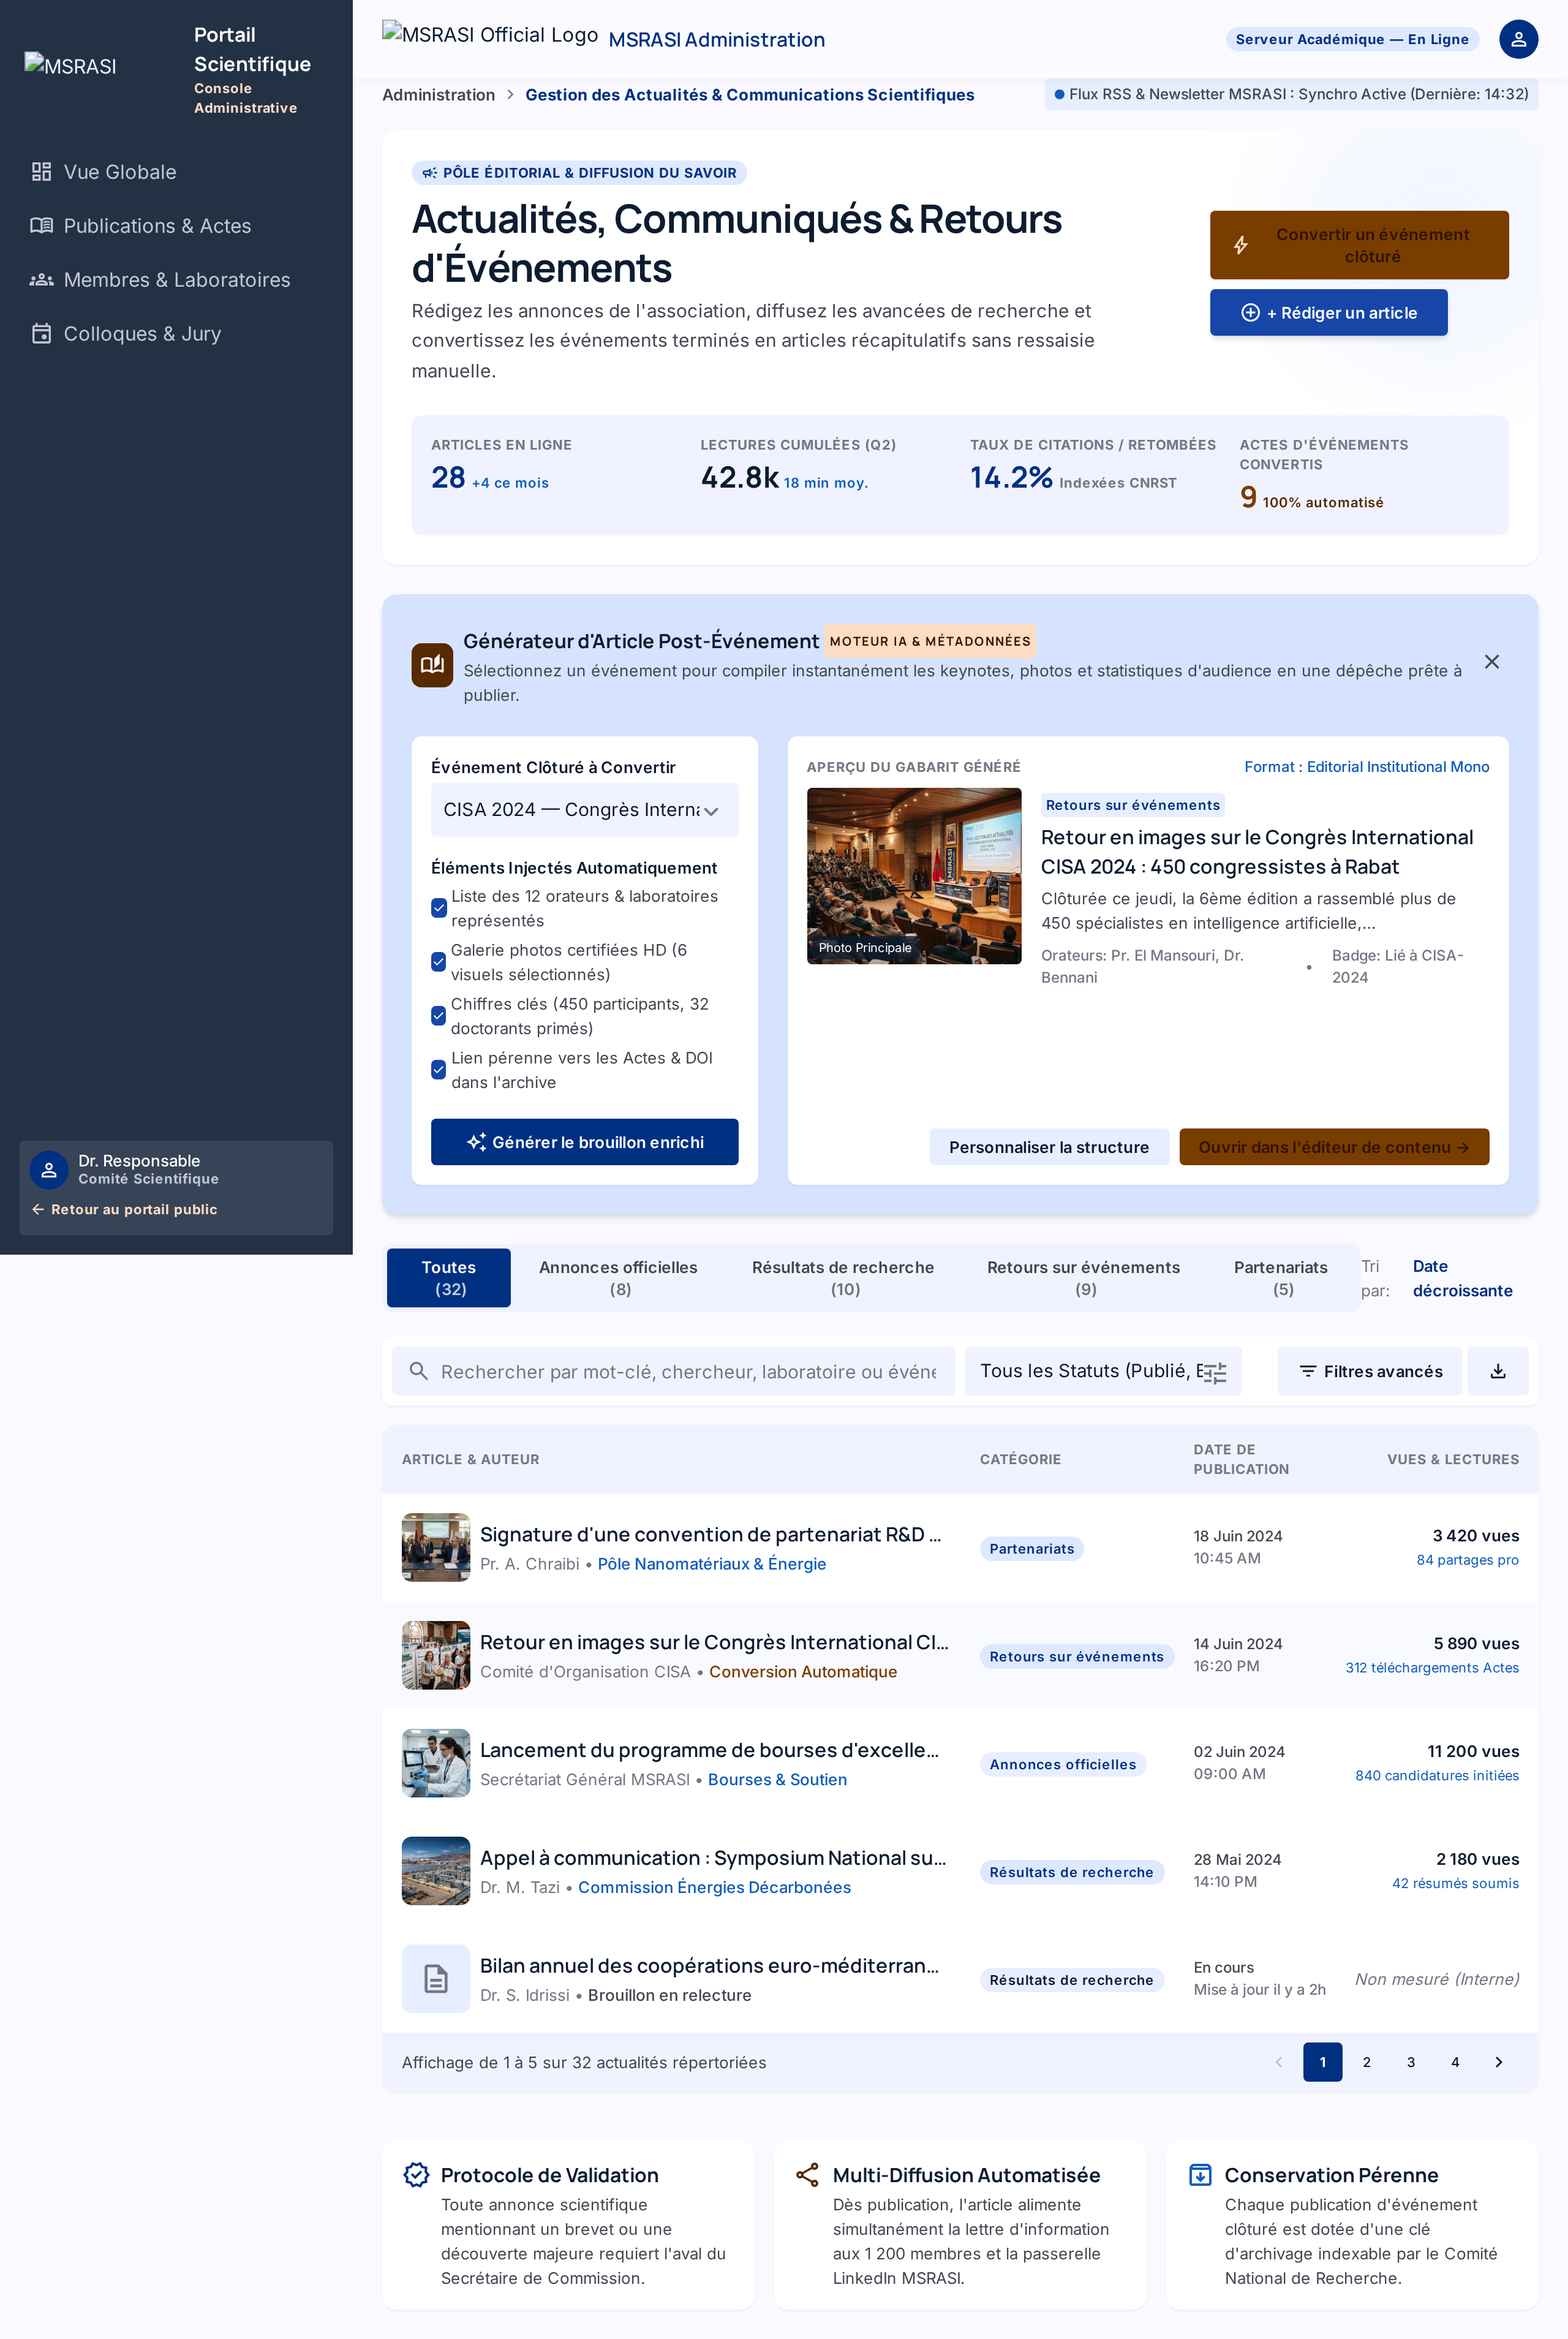 MSRASI
Portail
Scientifique
Console
Administrative
Vue Globale
Publications & Actes
Membres & Laboratoires
Colloques & Jury
Dr. Responsable
Comité Scientifique
Retour au portail public
MSRASI Official Logo
MSRASI Administration
Serveur Académique — En Ligne
Administration
Gestion des Actualités & Communications Scientifiques
Flux RSS & Newsletter MSRASI : Synchro Active (Dernière: 14:32)
PÔLE ÉDITORIAL & DIFFUSION DU SAVOIR
Actualités, Communiqués & Retours
d'Événements
Rédigez les annonces de l'association, diffusez les avancées de recherche et
convertissez les événements terminés en articles récapitulatifs sans ressaisie
manuelle.
Convertir un événement
clôturé
+ Rédiger un article
ARTICLES EN LIGNE
28 +4 ce mois
LECTURES CUMULÉES (Q2)
42.8k 18 min moy.
TAUX DE CITATIONS / RETOMBÉES
14.2% Indexées CNRST
ACTES D'ÉVÉNEMENTS
CONVERTIS
9 100% automatisé
Générateur d'Article Post-Événement MOTEUR IA & MÉTADONNÉES
Sélectionnez un événement pour compiler instantanément les keynotes, photos et statistiques d'audience en une dépêche prête à
publier.
Événement Clôturé à Convertir
CISA 2024 — Congrès Interna
Éléments Injectés Automatiquement
Liste des 12 orateurs & laboratoires
représentés
Galerie photos certifiées HD (6
visuels sélectionnés)
Chiffres clés (450 participants, 32
doctorants primés)
Lien pérenne vers les Actes & DOI
dans l'archive
Générer le brouillon enrichi
APERÇU DU GABARIT GÉNÉRÉ
Format : Editorial Institutional Mono
MSRASI
Photo Principale
Retours sur événements
Retour en images sur le Congrès International
CISA 2024 : 450 congressistes à Rabat
Clôturée ce jeudi, la 6ème édition a rassemblé plus de
450 spécialistes en intelligence artificielle,...
Orateurs: Pr. El Mansouri, Dr.
Bennani
•
Badge: Lié à CISA-
2024
Personnaliser la structure
Ouvrir dans l'éditeur de contenu →
Toutes
(32)
Annonces officielles
(8)
Résultats de recherche
(10)
Retours sur événements
(9)
Partenariats
(5)
Tri
par:
Date
décroissante
Rechercher par mot-clé, chercheur, laboratoire ou événe
Tous les Statuts (Publié, E
Filtres avancés
ARTICLE & AUTEUR
CATÉGORIE
DATE DE
PUBLICATION
VUES & LECTURES
Signature d'une convention de partenariat R&D ...
Pr. A. Chraibi • Pôle Nanomatériaux & Énergie
Partenariats
18 Juin 2024
10:45 AM
3 420 vues
84 partages pro
Retour en images sur le Congrès International CI...
Comité d'Organisation CISA • Conversion Automatique
Retours sur événements
14 Juin 2024
16:20 PM
5 890 vues
312 téléchargements Actes
Lancement du programme de bourses d'excelle...
Secrétariat Général MSRASI • Bourses & Soutien
Annonces officielles
02 Juin 2024
09:00 AM
11 200 vues
840 candidatures initiées
Appel à communication : Symposium National su...
Dr. M. Tazi • Commission Énergies Décarbonées
Résultats de recherche
28 Mai 2024
14:10 PM
2 180 vues
42 résumés soumis
Bilan annuel des coopérations euro-méditerran...
Dr. S. Idrissi • Brouillon en relecture
Résultats de recherche
En cours
Mise à jour il y a 2h
Non mesuré (Interne)
Affichage de 1 à 5 sur 32 actualités répertoriées
1 2 3 4
Protocole de Validation
Toute annonce scientifique
mentionnant un brevet ou une
découverte majeure requiert l'aval du
Secrétaire de Commission.
Multi-Diffusion Automatisée
Dès publication, l'article alimente
simultanément la lettre d'information
aux 1 200 membres et la passerelle
LinkedIn MSRASI.
Conservation Pérenne
Chaque publication d'événement
clôturé est dotée d'une clé
d'archivage indexable par le Comité
National de Recherche.